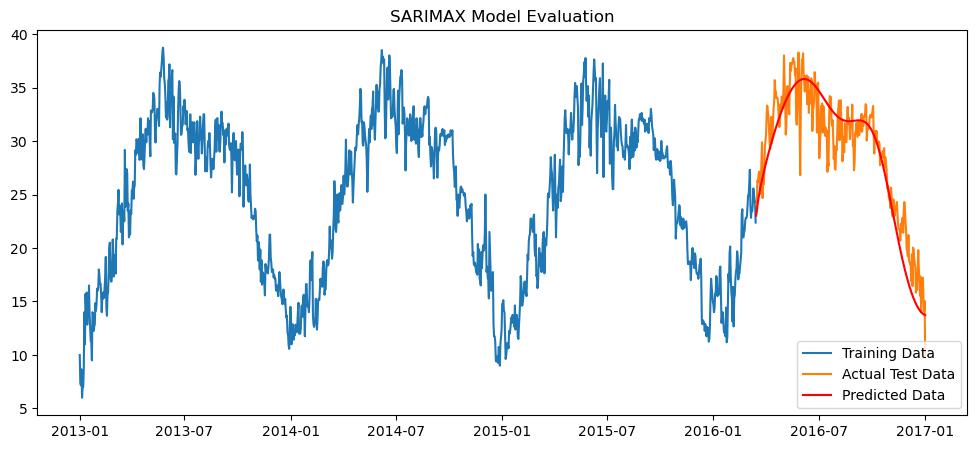 SARIMAX Model Evaluation
40
35
30
25
20
15
10
5
2013-01 2013-07 2014-01 2014-07 2015-01 2015-07 2016-01 2016-07 2017-01
Training Data
Actual Test Data
Predicted Data